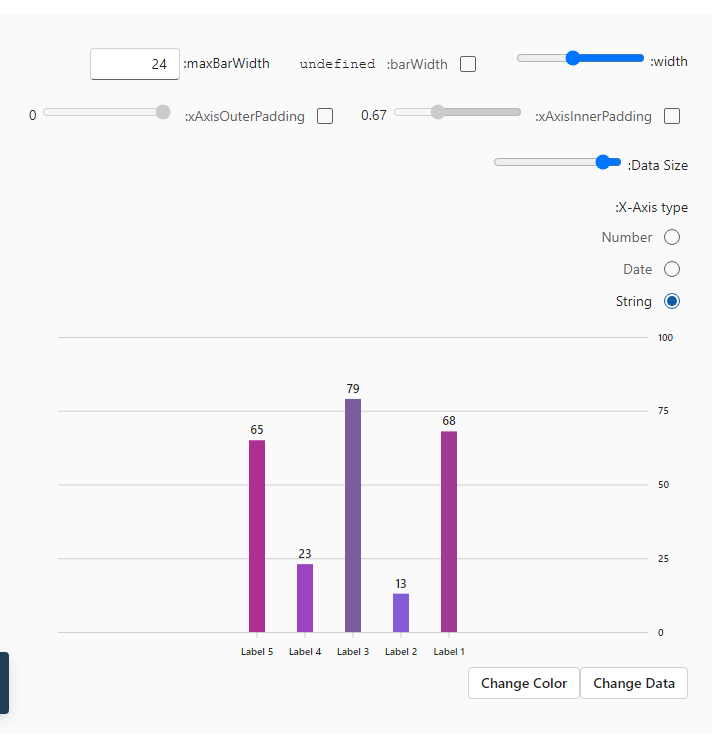 width:
barWidth: undefined
maxBarWidth: 24
xAxisInnerPadding: 0.67
xAxisOuterPadding: 0
Data Size:
X-Axis type:
Number
Date
String
100
75
50
25
0
65
23
79
13
68
Label 5
Label 4
Label 3
Label 2
Label 1
Change Color
Change Data